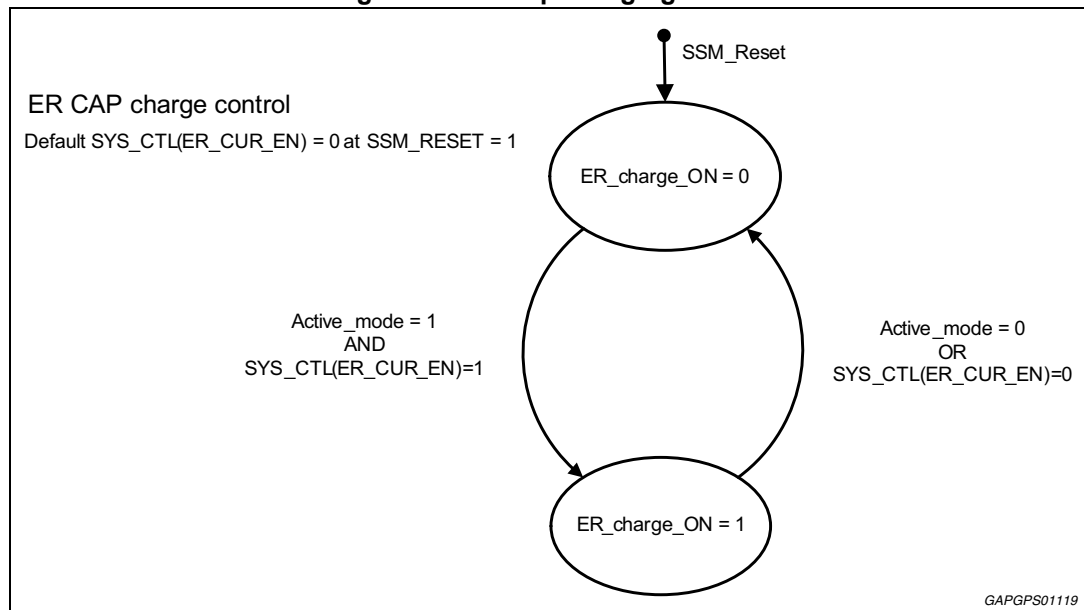 SSM_Reset
ER CAP charge control
Default SYS_CTL(ER_CUR_EN) = 0 at SSM_RESET = 1
ER_charge_ON = 0
Active_mode = 1
AND
SYS_CTL(ER_CUR_EN)=1
Active_mode = 0
OR
SYS_CTL(ER_CUR_EN)=0
ER_charge_ON = 1
GAPGPS01119